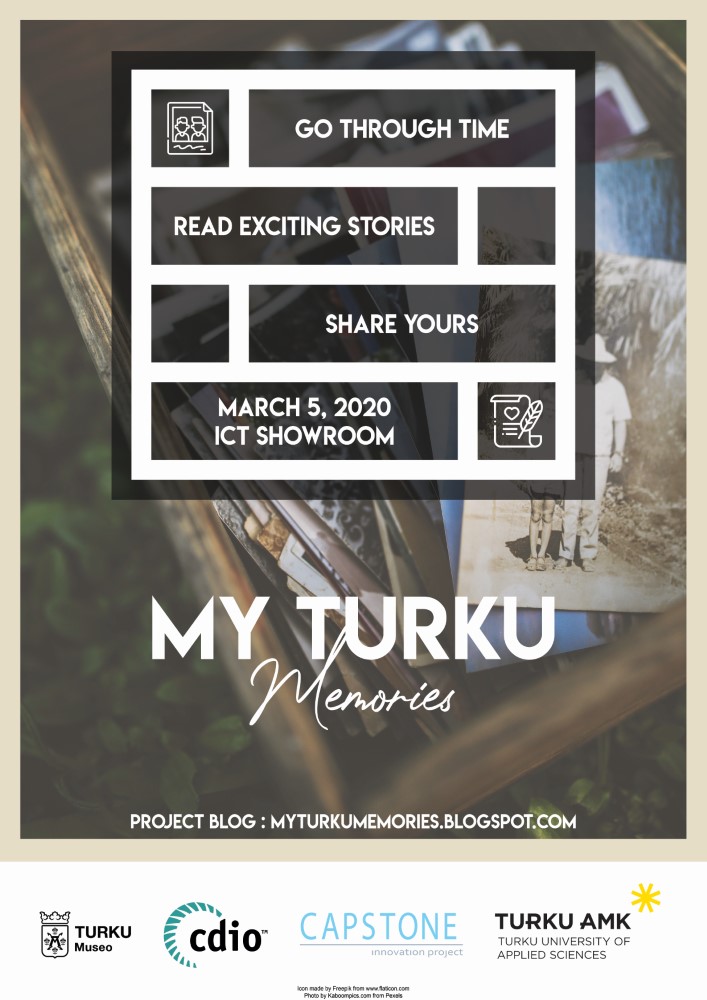 GO THROUGH TIME
READ EXCITING STORIES
SHARE YOURS
MARCH 5, 2020
ICT SHOWROOM
MY TURKU
Memories
PROJECT BLOG : MYTURKUMEMORIES.BLOGSPOT.COM
TURKU
Museo
cdio™
CAPSTONE
innovation project
TURKU AMK
TURKU UNIVERSITY OF
APPLIED SCIENCES
Icon made by Freepik from www.flaticon.com
Photo by Kaboompics.com from Pexels